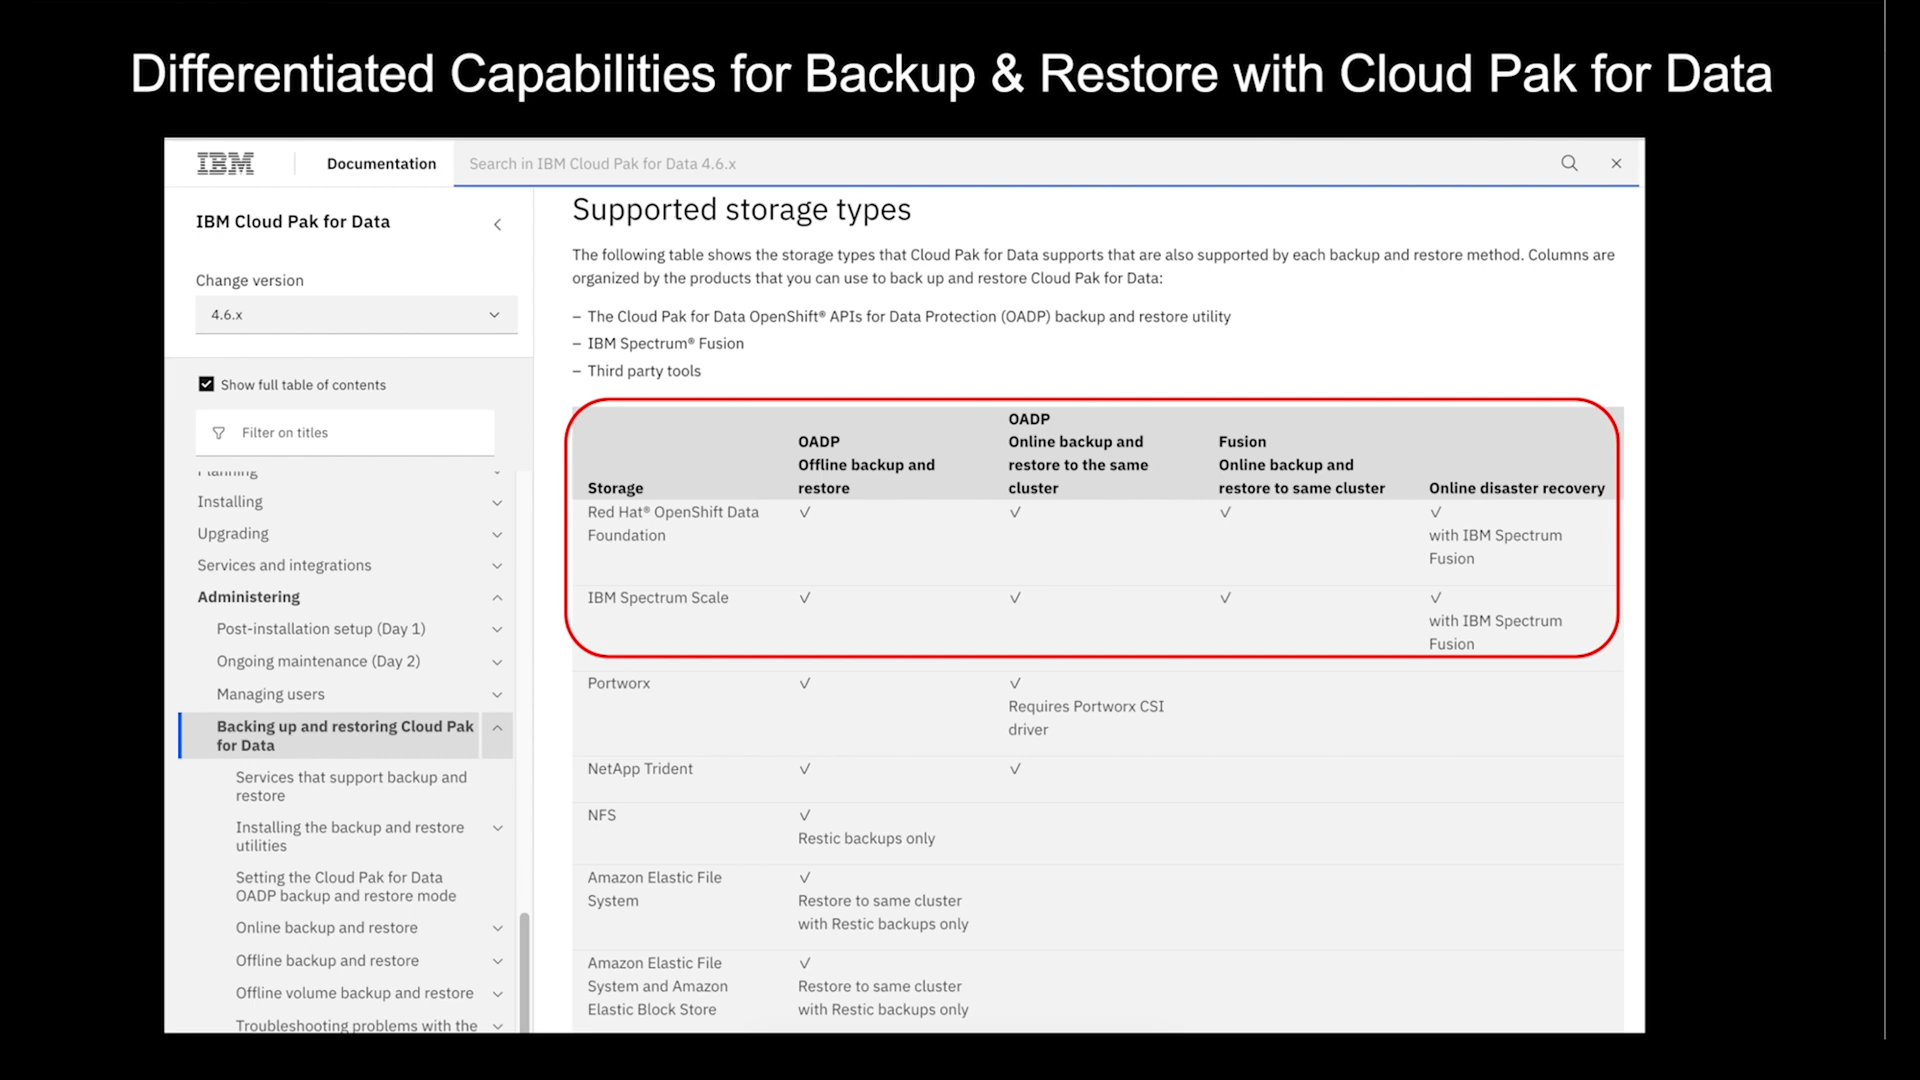 Differentiated Capabilities for Backup & Restore with Cloud Pak for Data
IBM
Documentation
Search in IBM Cloud Pak for Data 4.6.x
IBM Cloud Pak for Data
Change version
4.6.x
Show full table of contents
Filter on titles
Planning
Installing
Upgrading
Services and integrations
Administering
Post-installation setup (Day 1)
Ongoing maintenance (Day 2)
Managing users
Backing up and restoring Cloud Pak
for Data
Services that support backup and
restore
Installing the backup and restore
utilities
Setting the Cloud Pak for Data
OADP backup and restore mode
Online backup and restore
Offline backup and restore
Offline volume backup and restore
Troubleshooting problems with the
Supported storage types
The following table shows the storage types that Cloud Pak for Data supports that are also supported by each backup and restore method. Columns are
organized by the products that you can use to back up and restore Cloud Pak for Data:
– The Cloud Pak for Data OpenShift® APIs for Data Protection (OADP) backup and restore utility
– IBM Spectrum® Fusion
– Third party tools
Storage
OADP
Offline backup and
restore
OADP
Online backup and
restore to the same
cluster
Fusion
Online backup and
restore to same cluster
Online disaster recovery
Red Hat® OpenShift Data
Foundation
✓
✓
✓
✓
with IBM Spectrum
Fusion
IBM Spectrum Scale
✓
✓
✓
✓
with IBM Spectrum
Fusion
Portworx
✓
✓
Requires Portworx CSI
driver
NetApp Trident
✓
✓
NFS
✓
Restic backups only
Amazon Elastic File
System
✓
Restore to same cluster
with Restic backups only
Amazon Elastic File
System and Amazon
Elastic Block Store
✓
Restore to same cluster
with Restic backups only